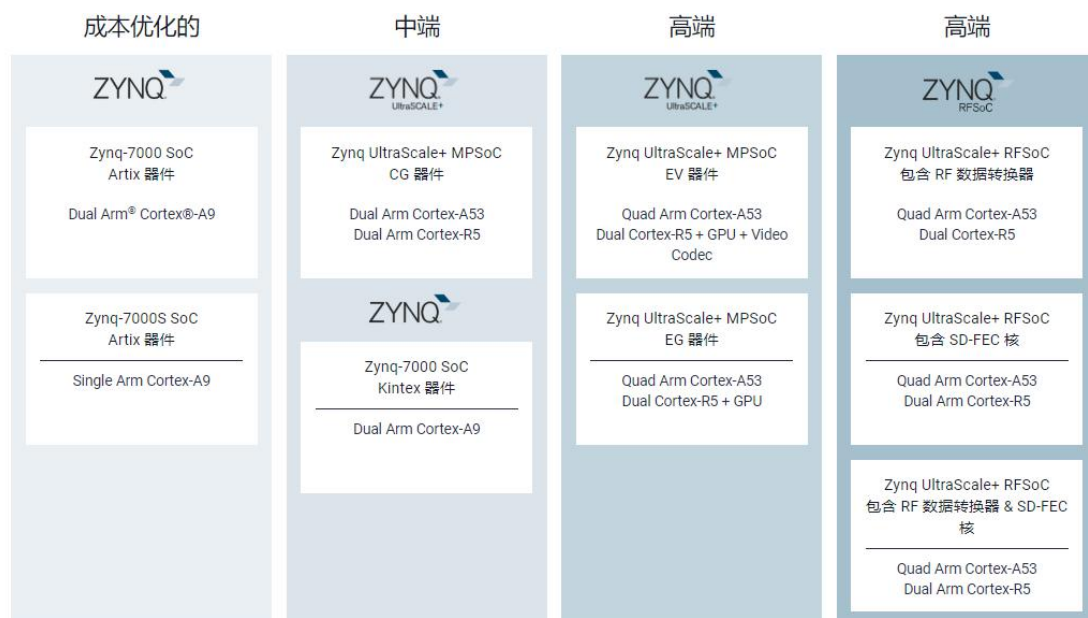 成本优化的
ZYNQ
Zynq-7000 SoC
Artix 器件
Dual Arm® Cortex®-A9
Zynq-7000S SoC
Artix 器件
Single Arm Cortex-A9
中端
ZYNQ
UltraSCALE+
Zynq UltraScale+ MPSoC
CG 器件
Dual Arm Cortex-A53
Dual Arm Cortex-R5
ZYNQ
Zynq-7000 SoC
Kintex 器件
Dual Arm Cortex-A9
高端
ZYNQ
UltraSCALE+
Zynq UltraScale+ MPSoC
EV 器件
Quad Arm Cortex-A53
Dual Cortex-R5 + GPU + Video
Codec
Zynq UltraScale+ MPSoC
EG 器件
Quad Arm Cortex-A53
Dual Cortex-R5 + GPU
高端
ZYNQ
RFSoC
Zynq UltraScale+ RFSoC
包含 RF 数据转换器
Quad Arm Cortex-A53
Dual Cortex-R5
Zynq UltraScale+ RFSoC
包含 SD-FEC 核
Quad Arm Cortex-A53
Dual Arm Cortex-R5
Zynq UltraScale+ RFSoC
包含 RF 数据转换器 & SD-FEC
核
Quad Arm Cortex-A53
Dual Arm Cortex-R5